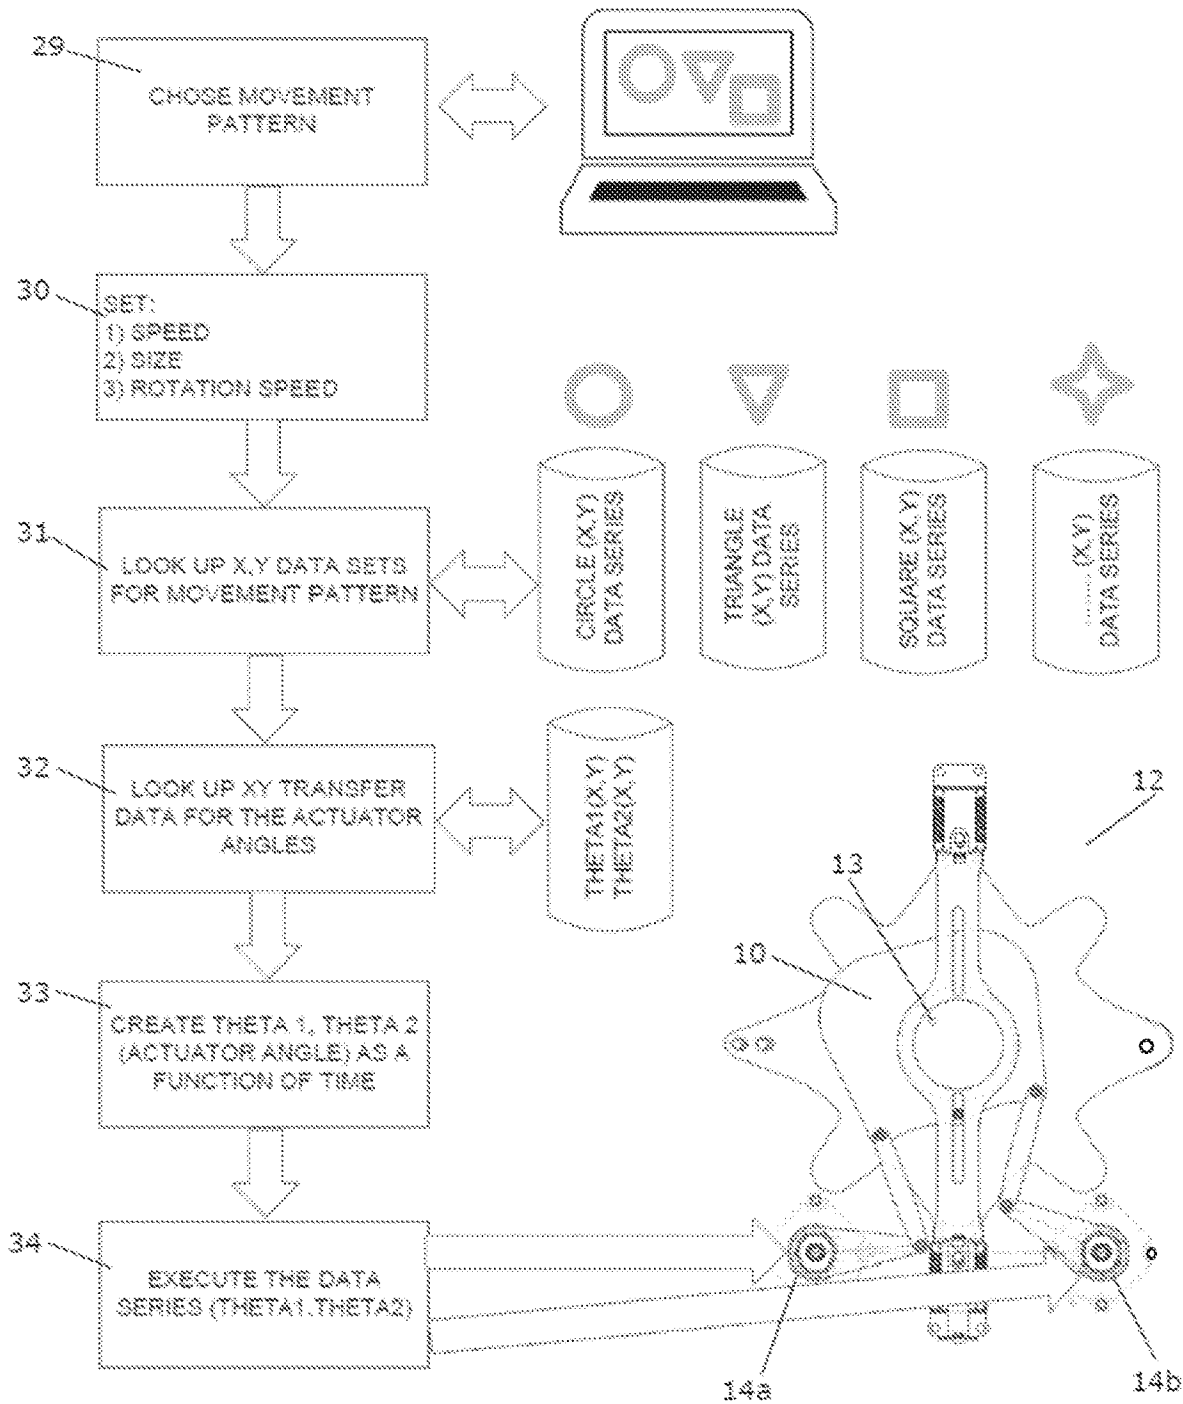 29
CHOSE MOVEMENT
PATTERN
30
SET:
1) SPEED
2) SIZE
3) ROTATION SPEED
31
LOOK UP X,Y DATA SETS
FOR MOVEMENT PATTERN
CIRCLE (X,Y)
DATA SERIES
TRIANGLE
(X,Y) DATA
SERIES
SQUARE (X,Y)
DATA SERIES
------- (X,Y)
DATA SERIES
32
LOOK UP XY TRANSFER
DATA FOR THE ACTUATOR
ANGLES
THETA1(X,Y)
THETA2(X,Y)
12
13
10
33
CREATE THETA 1, THETA 2
(ACTUATOR ANGLE) AS A
FUNCTION OF TIME
34
EXECUTE THE DATA
SERIES (THETA1.THETA2)
14a
14b